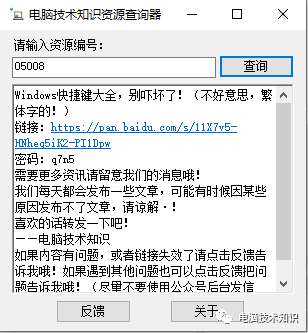 电脑技术知识资源查询器
请输入资源编号：
05008
查询
Windows快捷键大全，别吓坏了！（不好意思，繁
体字的！）
链接：https://pan.baidu.com/s/11X7v5-
HNheq5iK2-PI1Dpw
密码：q7n5
需要更多资讯请留意我们的消息哦！
我们每天都会发布一些文章，可能有时候因某些
原因发布不了文章，请谅解·！
喜欢的话转发一下吧！
——电脑技术知识
如果内容有问题，或者链接失效了请点击反馈告
诉我哦！如果遇到其他问题也可以点击反馈把问
题告诉我哦！（尽量不要使用公众号后台发信
反馈
关于
电脑技术知识